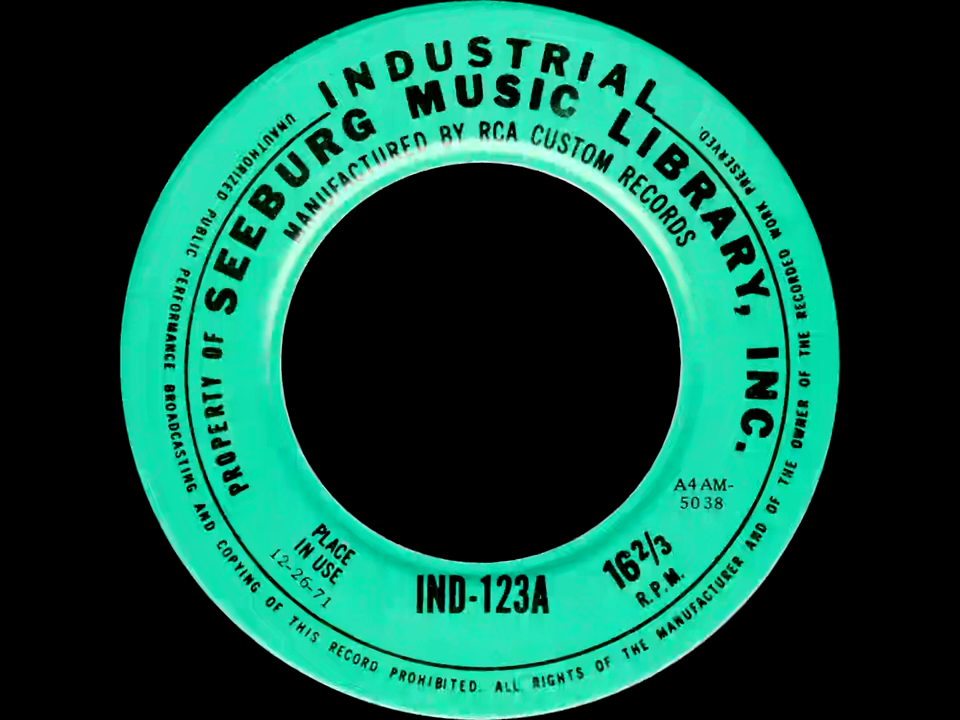 INDUSTRIAL
PROPERTY OF SEEBURG MUSIC LIBRARY, INC.
MANUFACTURED BY RCA CUSTOM RECORDS
A4AM-
5038
PLACE
IN USE
12-26-71
IND-123A
16 2/3
R.P.M.
UNAUTHORIZED PUBLIC PERFORMANCE BROADCASTING AND COPYING OF THIS RECORD PROHIBITED. ALL RIGHTS OF THE MANUFACTURER AND OF THE OWNER OF THE RECORDED WORK PRESERVED.